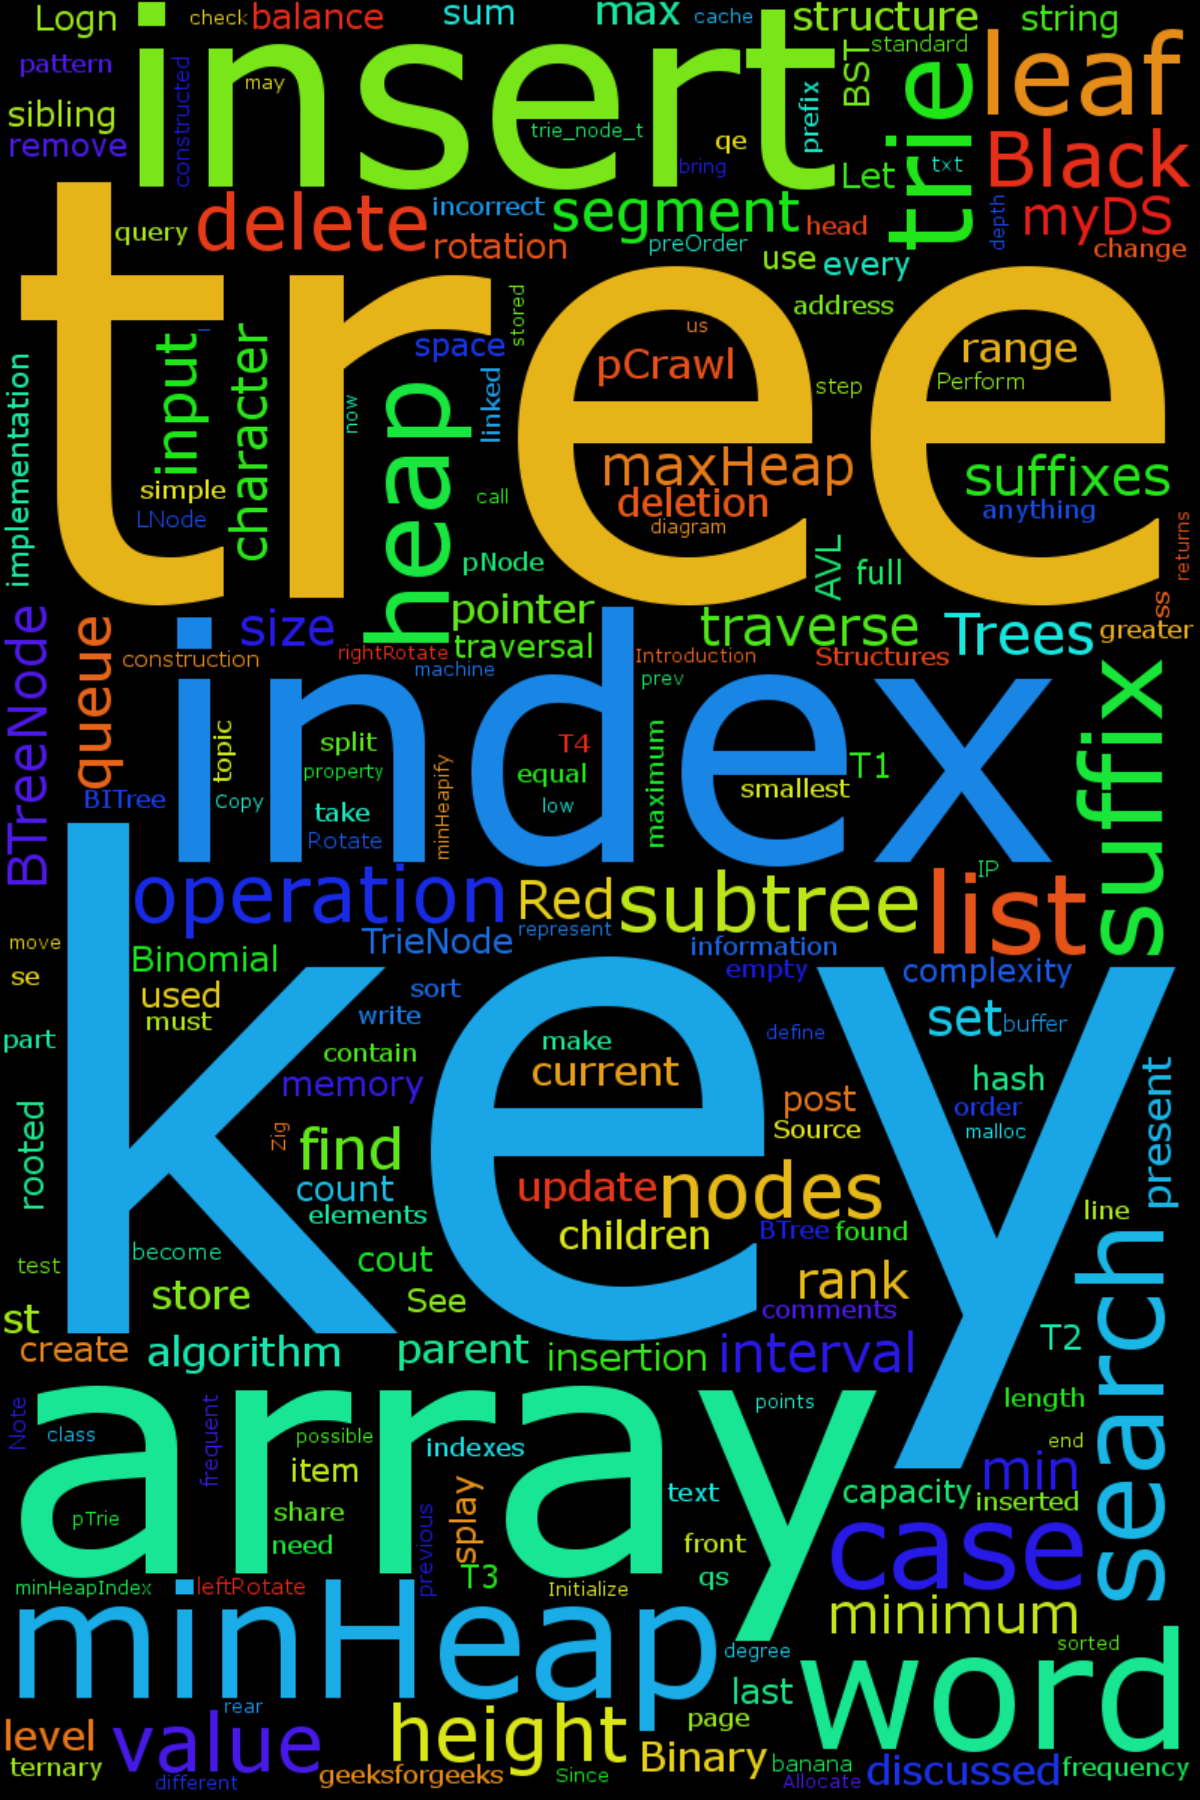 Logn
check
balance
sum
max
cache
structure
string
pattern
constructed
insert
may
trie_node_t
prefix
BST
standard
trie
leaf
sibling
remove
qe
bring
Let
txt
Black
query
delete
incorrect
rotation
segment
preOrder
head
use
every
depth
myDS
change
tree
address
implementation
input
l
character
now
space
stored
linked
heap
us
pCrawl
step
range
Perform
simple
LNode
call
maxHeap
deletion
diagram
suffixes
anything
returns
pNode
AVL
full
ss
BTreeNode
queue
size
pointer
traverse
Trees
greater
construction
rightRotate
traversal
machine
Introduction
prev
Structures
index
suffix
topic
split
property
minHeapify
T4
equal
low
maximum
smallest
T1
BITree
Copy
take
Rotate
IP
operation
Red
subtree
list
TrieNode
represent
information
empty
complexity
move
se
Binomial
used
must
sort
write
key
set
buffer
part
contain
memory
make
current
define
hash
order
malloc
present
rooted
Zig
find
count
elements
post
Source
update
nodes
children
BTree
found
line
test
become
cout
store
See
rank
comments
st
create
algorithm
parent
insertion
interval
T2
search
array
Note
class
frequent
possible
item
indexes
points
length
end
min
pTrie
share
need
previous
splay
text
capacity
inserted
front
qs
case
T3
minHeapIndex
leftRotate
Initialize
minHeap
minimum
sorted
degree
word
last
rear
level
ternary
value
different
height
geeksforgeeks
Since
page
Binary
banana
Allocate
discussed
frequency